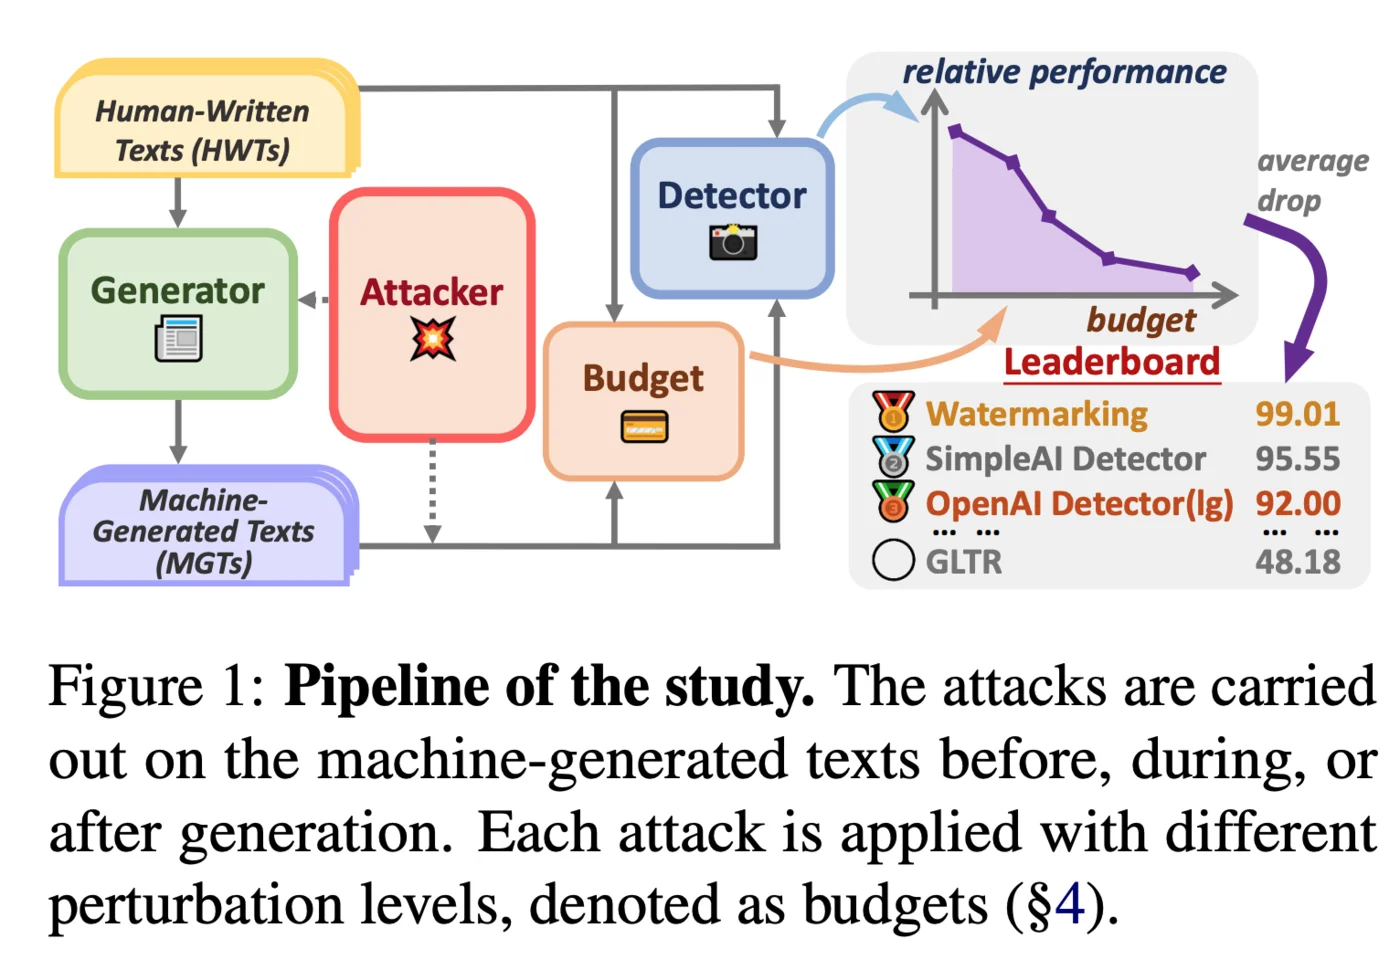 Human-Written
Texts (HWTs)
Generator
Machine-
Generated Texts
(MGTs)
Attacker
Budget
Detector
relative performance
budget
average
drop
Leaderboard
1 Watermarking 99.01
2 SimpleAI Detector 95.55
3 OpenAI Detector(lg) 92.00
... ... ... ...
GLTR 48.18
Figure 1: Pipeline of the study. The attacks are carried
out on the machine-generated texts before, during, or
after generation. Each attack is applied with different
perturbation levels, denoted as budgets (§4).